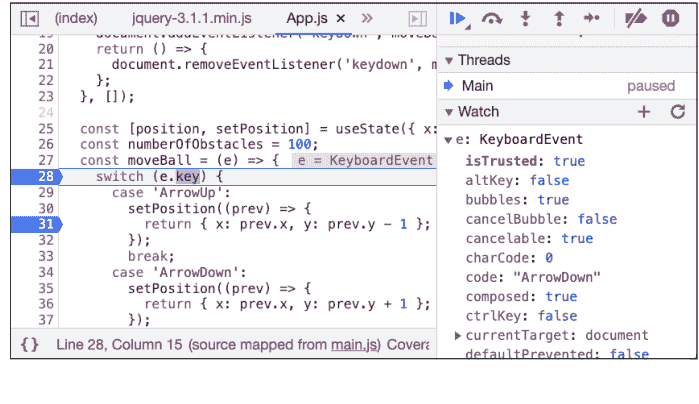 (index) jquery-3.1.1.min.js App.js × »
19 document.addEventListener('keydown', moveBa
20 return () => {
21 document.removeEventListener('keydown', m
22 };
23 }, []);
24
25 const [position, setPosition] = useState({ x:
26 const numberOfObstacles = 100;
27 const moveBall = (e) => { e = KeyboardEvent
28 switch (e.key) {
29 case 'ArrowUp':
30 setPosition((prev) => {
31 return { x: prev.x, y: prev.y - 1 };
32 });
33 break;
34 case 'ArrowDown':
35 setPosition((prev) => {
36 return { x: prev.x, y: prev.y + 1 };
37 });
{} Line 28, Column 15 (source mapped from main.js) Covera
Threads
Main paused
Watch
e: KeyboardEvent
isTrusted: true
altKey: false
bubbles: true
cancelBubble: false
cancelable: true
charCode: 0
code: "ArrowDown"
composed: true
ctrlKey: false
currentTarget: document
defaultPrevented: false